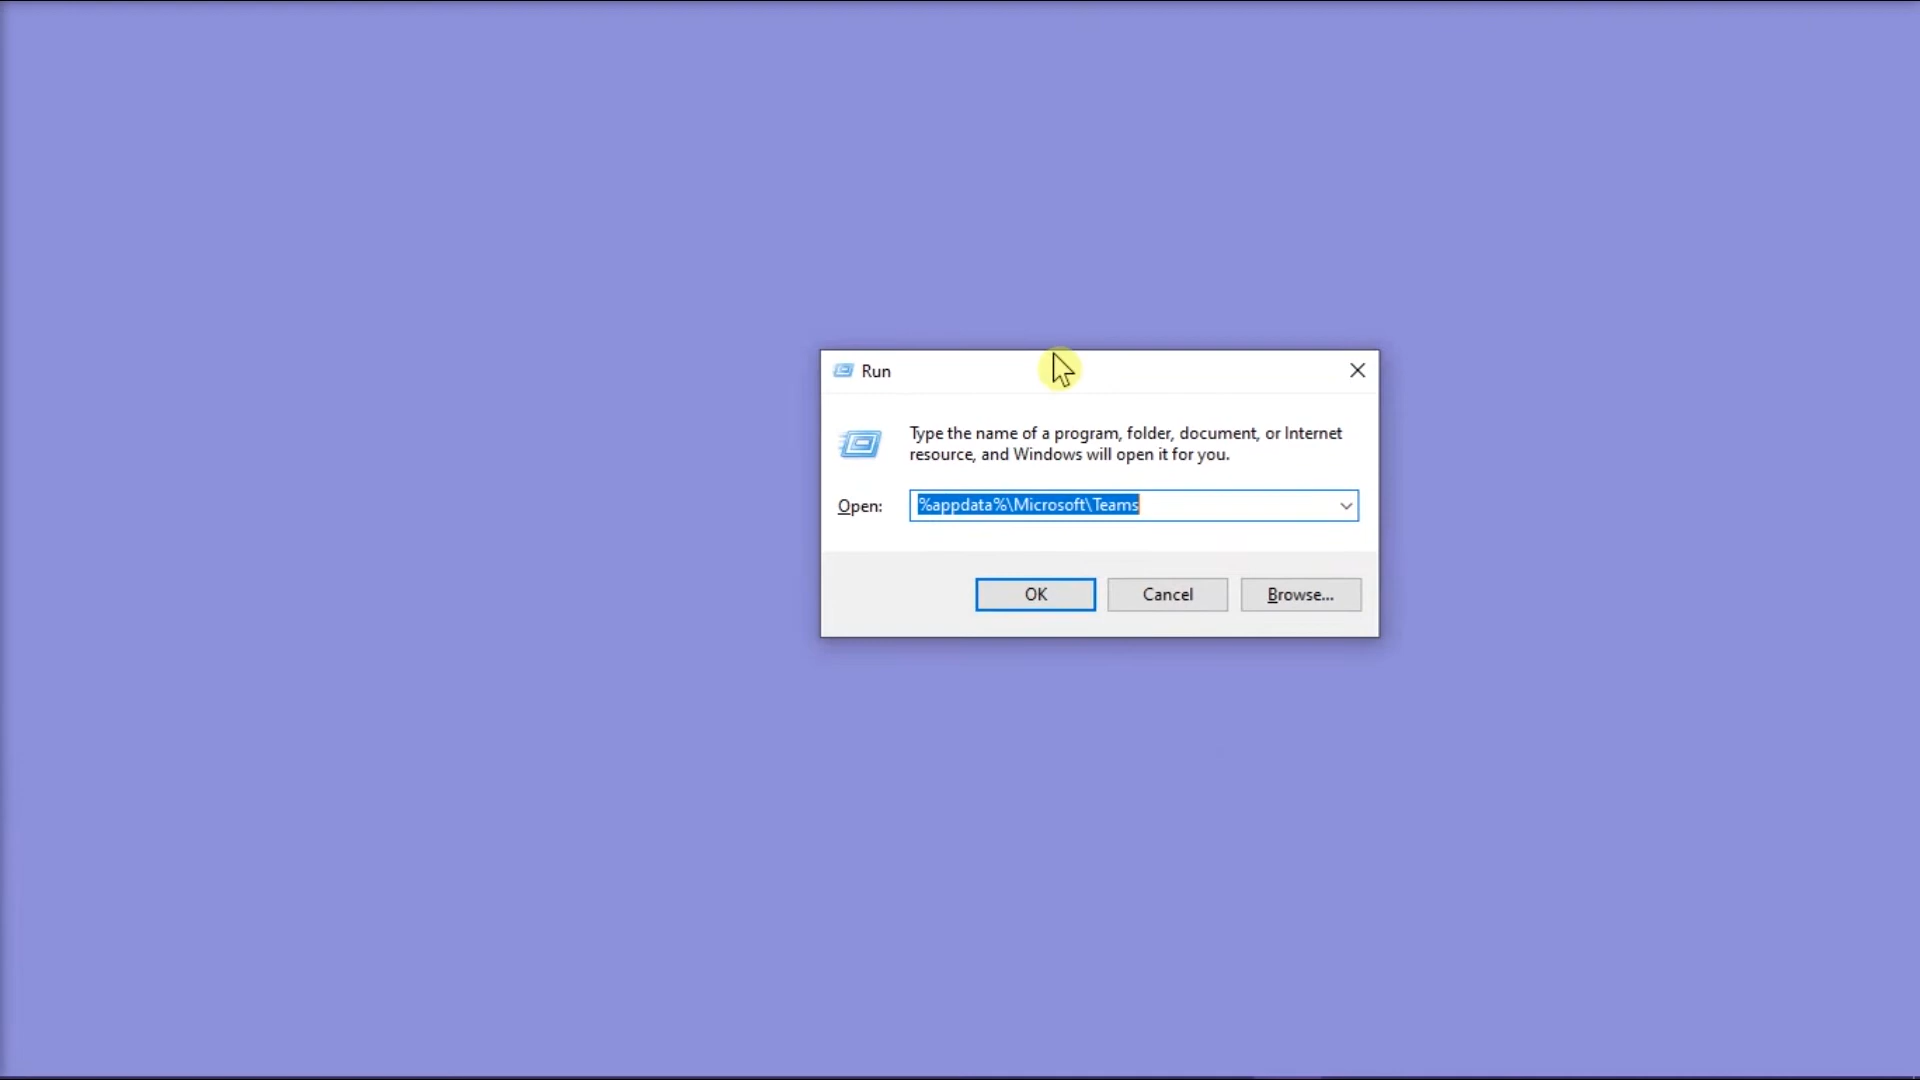 Run
Type the name of a program, folder, document, or Internet
resource, and Windows will open it for you.
Open: %appdata%\Microsoft\Teams
OK Cancel Browse...